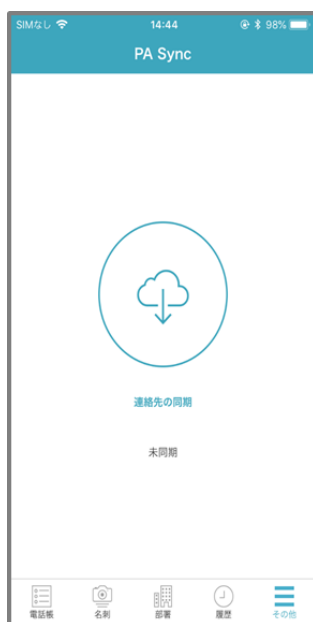 SIMなし 14:44 98%
PA Sync
連絡先の同期
未同期
電話帳 名刺 部署 履歴 その他